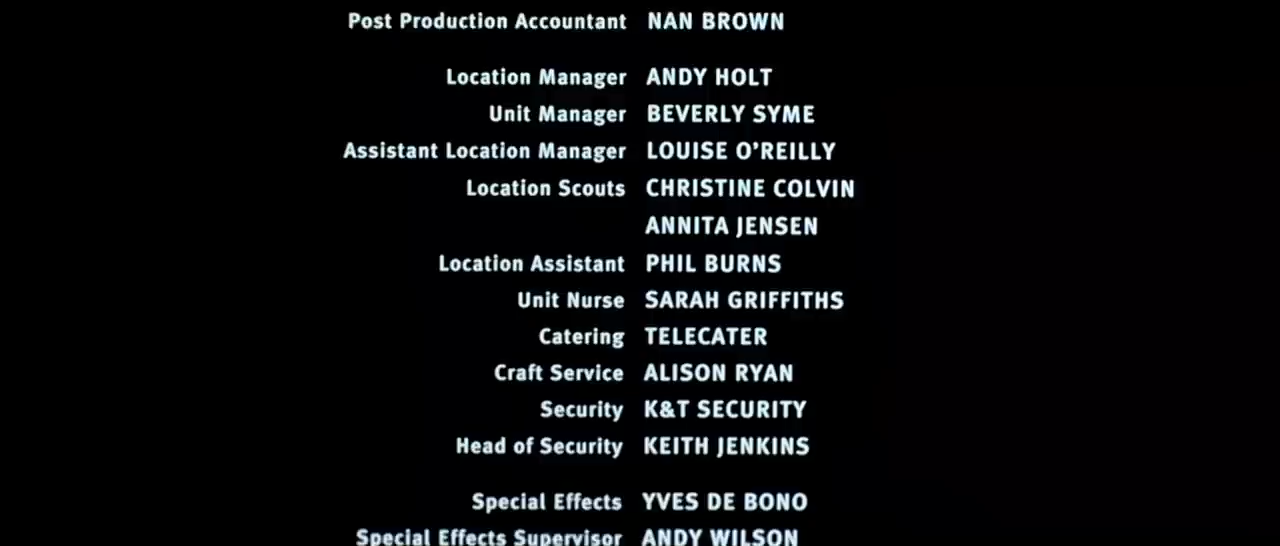 Post Production Accountant NAN BROWN
Location Manager ANDY HOLT
Unit Manager BEVERLY SYME
Assistant Location Manager LOUISE O'REILLY
Location Scouts CHRISTINE COLVIN
ANNITA JENSEN
Location Assistant PHIL BURNS
Unit Nurse SARAH GRIFFITHS
Catering TELECATER
Craft Service ALISON RYAN
Security K&T SECURITY
Head of Security KEITH JENKINS
Special Effects YVES DE BONO
Special Effects Supervisor ANDY WILSON